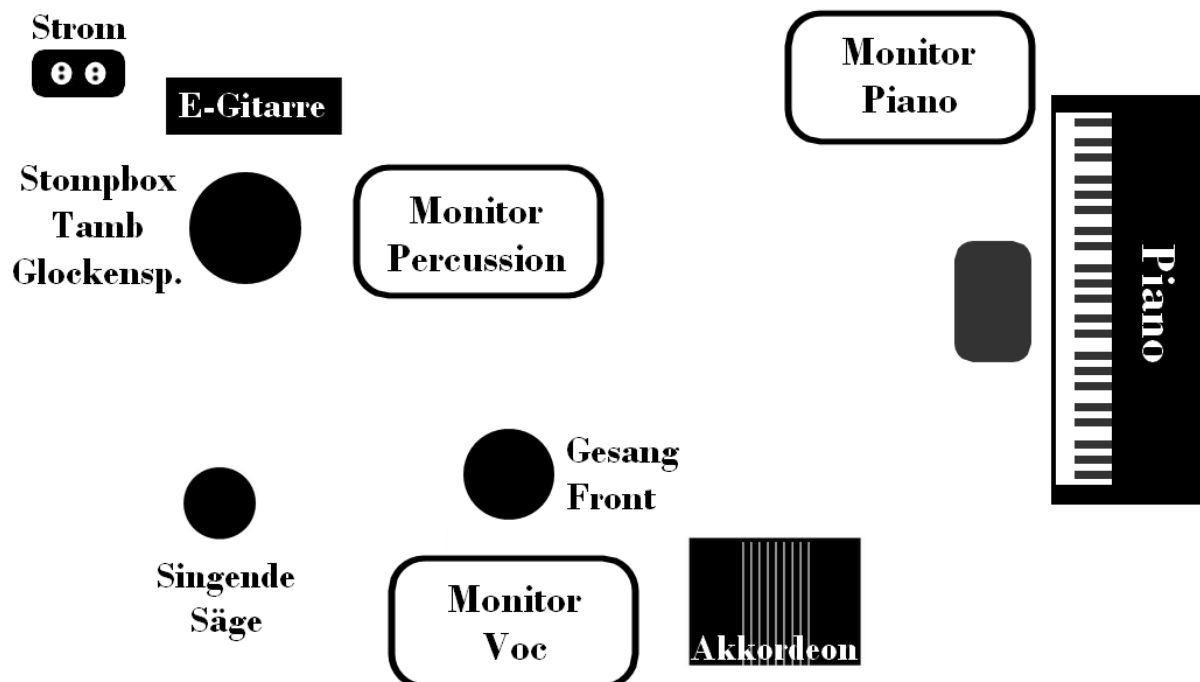 Strom
E-Gitarre
Monitor
Piano
Stompbox
Tamb
Glockensp.
Monitor
Percussion
Piano
Gesang
Front
Singende
Säge
Monitor
Voc
Akkordeon